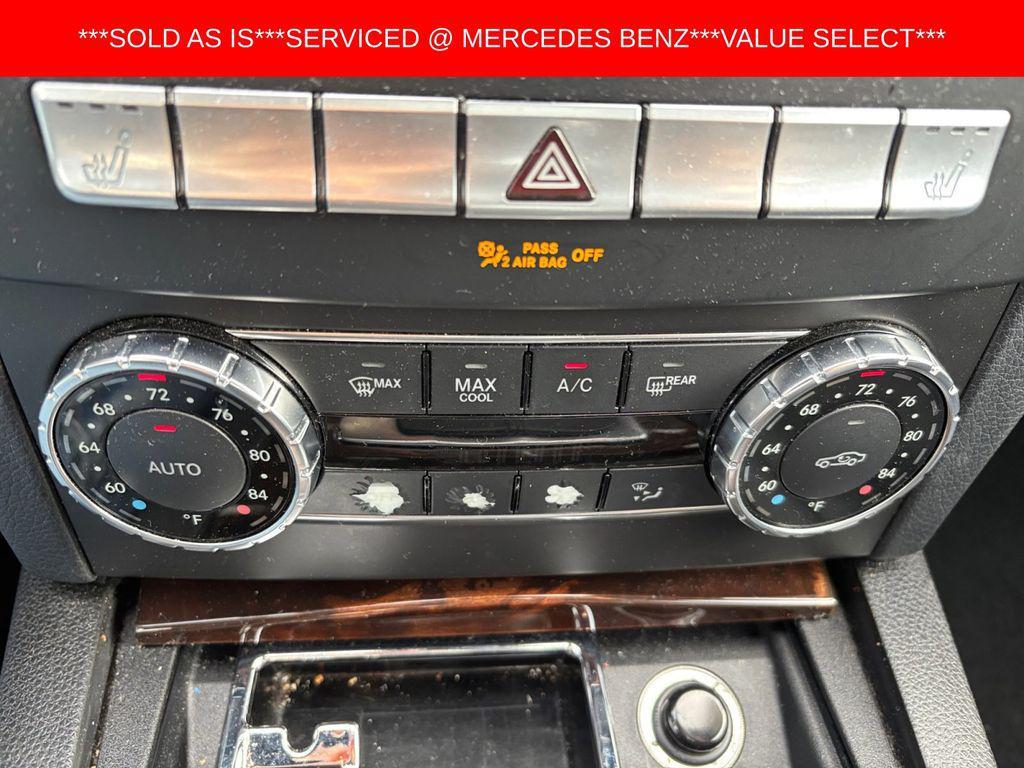 ***SOLD AS IS***SERVICED @ MERCEDES BENZ***VALUE SELECT***
PASS
2 AIR BAG OFF
MAX
MAX
COOL
A/C
REAR
60 64 68 72 76 80 84
AUTO
°F
60 64 68 72 76 80 84
°F